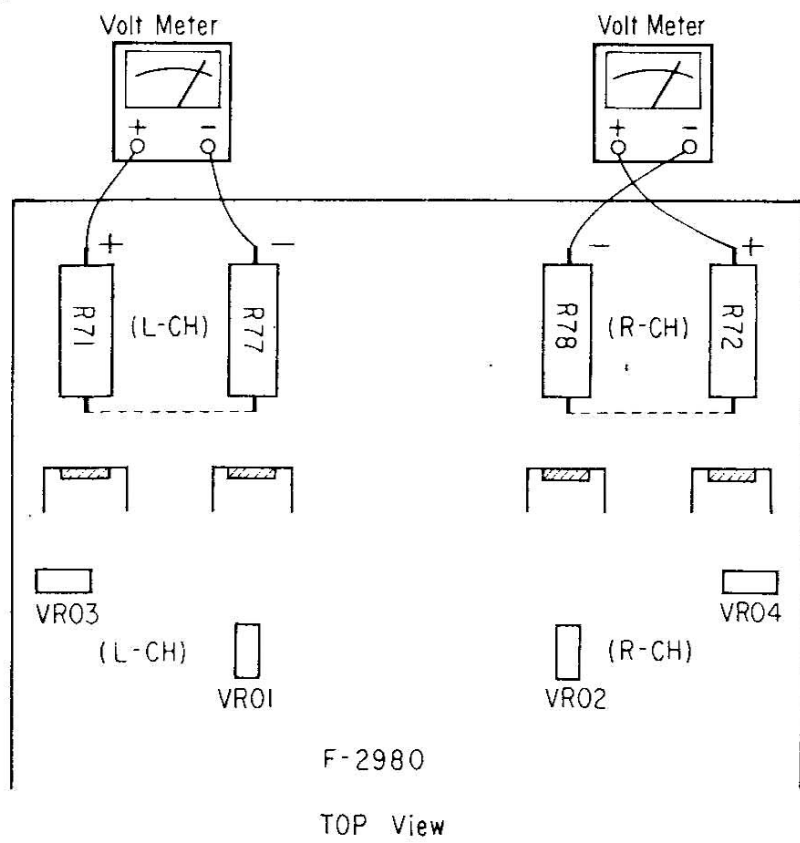 Volt Meter
Volt Meter
+ −
+ −
+ − − +
R71 (L-CH) R77 R78 (R-CH) R72
VR03 VR04
(L-CH) (R-CH)
VR01 VR02
F-2980
TOP View